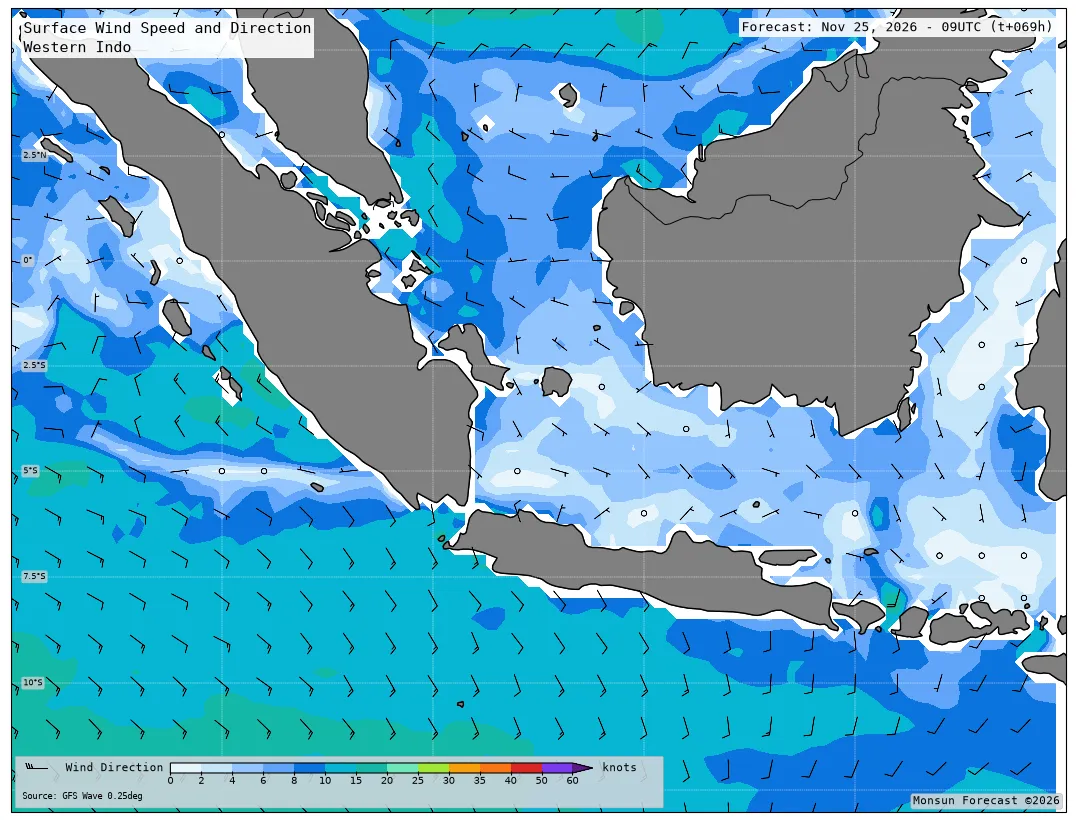 Surface Wind Speed and Direction
Western Indo
Forecast: Nov 25, 2026 - 09UTC (t+069h)
2.5°N
0°
2.5°S
5°S
7.5°S
10°S
Wind Direction
0 2 4 6 8 10 15 20 25 30 35 40 50 60
knots
Source: GFS Wave 0.25deg
Monsun Forecast ©2026